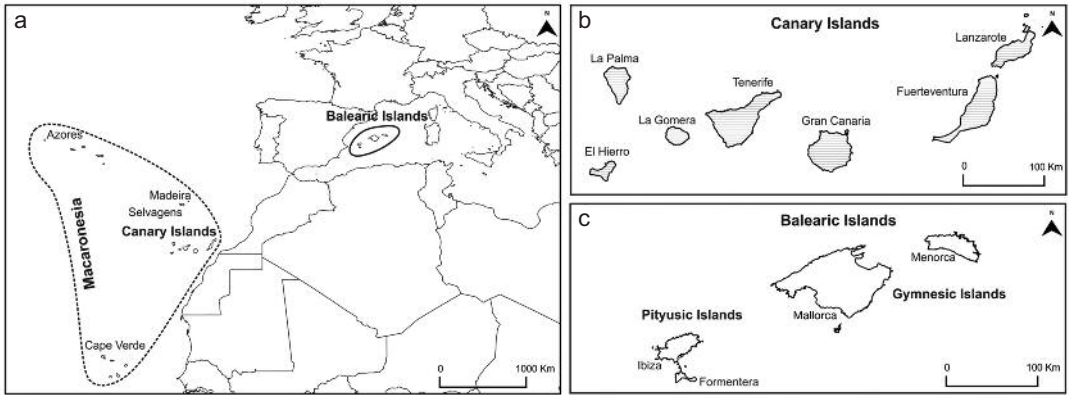 a
N
Balearic Islands
Azores
Madeira
Selvagens
Canary Islands
Macaronesia
Cape Verde
0 1000 Km
b
Canary Islands
N
Lanzarote
La Palma
Tenerife
Fuerteventura
La Gomera
Gran Canaria
El Hierro
0 100 Km
c
Balearic Islands
N
Menorca
Gymnesic Islands
Mallorca
Pityusic Islands
Ibiza
Formentera
0 100 Km